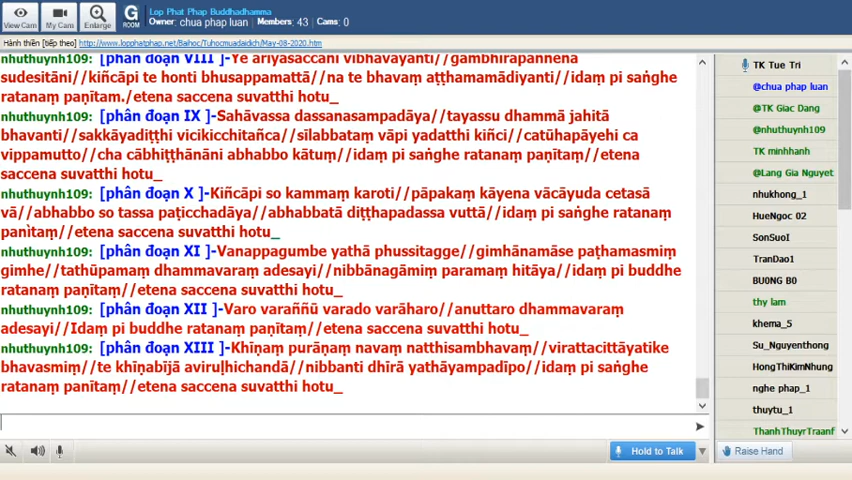 View Cam
My Cam
Enlarge
G
ROOM
Lop Phat Phap Buddhadhamma
Owner: chua phap luan Members: 43 Cams: 0
Hành thiền [tiếp theo] http://www.lopphatphap.net/Baihoc/Tuhocmuadaidich/May-08-2020.htm
nhuthuynh109: [phân đoạn VIII ]-Ye ariyasaccāni vibhāvayanti//gambhīrapaññena
sudesitāni//kiñcāpi te honti bhusappamattā//na te bhavaṃ aṭṭhamamādiyanti//idaṃ pi saṅghe
ratanaṃ paṇītaṃ./etena saccena suvatthi hotu_
nhuthuynh109: [phân đoạn IX ]-Sahāvassa dassanasampadāya//tayassu dhammā jahitā
bhavanti//sakkāyadiṭṭhi vicikicchitañca//sīlabbataṃ vāpi yadatthi kiñci//catūhapāyehi ca
vippamutto//cha cābhiṭṭhānāni abhabbo kātuṃ//idaṃ pi saṅghe ratanaṃ paṇītaṃ//etena
saccena suvatthi hotu_
nhuthuynh109: [phân đoạn X ]-Kiñcāpi so kammaṃ karoti//pāpakaṃ kāyena vācāyuda cetasā
vā//abhabbo so tassa paṭicchadāya//abhabbatā diṭṭhapadassa vuttā//idaṃ pi saṅghe ratanaṃ
panìtaṃ//etena saccena suvatthi hotu_
nhuthuynh109: [phân đoạn XI ]-Vanappagumbe yathā phussitagge//gimhānamāse paṭhamasmiṃ
gimhe//tathūpamaṃ dhammavaraṃ adesayi//nibbānagāmiṃ paramaṃ hitāya//idaṃ pi buddhe
ratanaṃ paṇītaṃ//etena saccena suvatthi hotu_
nhuthuynh109: [phân đoạn XII ]-Varo varaññū varado varāharo//anuttaro dhammavaraṃ
adesayi//Idaṃ pi buddhe ratanaṃ paṇītaṃ//etena saccena suvatthi hotu_
nhuthuynh109: [phân đoạn XIII ]-Khīṇaṃ purāṇaṃ navaṃ natthisambhavaṃ//virattacittāyatike
bhavasmiṃ//te khīṇabījā aviruḷhichandā//nibbanti dhīrā yathāyampadīpo//idaṃ pi saṅghe
ratanaṃ paṇītaṃ//etena saccena suvatthi hotu_
Hold to Talk
Raise Hand
TK Tue Tri
@chua phap luan
@TK Giac Dang
@nhuthuynh109
TK minhhanh
@Lang Gia Nguyet
nhukhong_1
HueNgoc 02
SonSuoI
TranDao1
BU0NG B0
thy lam
khema_5
Su_Nguyenthong
HongThiKimNhung
nghe phap_1
thuytu_1
ThanhThuyrTraanf